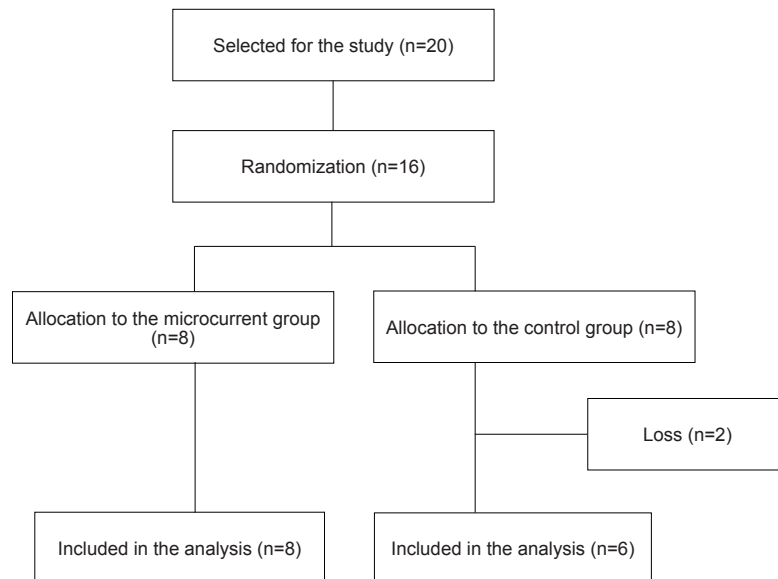 Selected for the study (n=20)
Randomization (n=16)
Allocation to the microcurrent group
(n=8)
Allocation to the control group (n=8)
Loss (n=2)
Included in the analysis (n=8)
Included in the analysis (n=6)